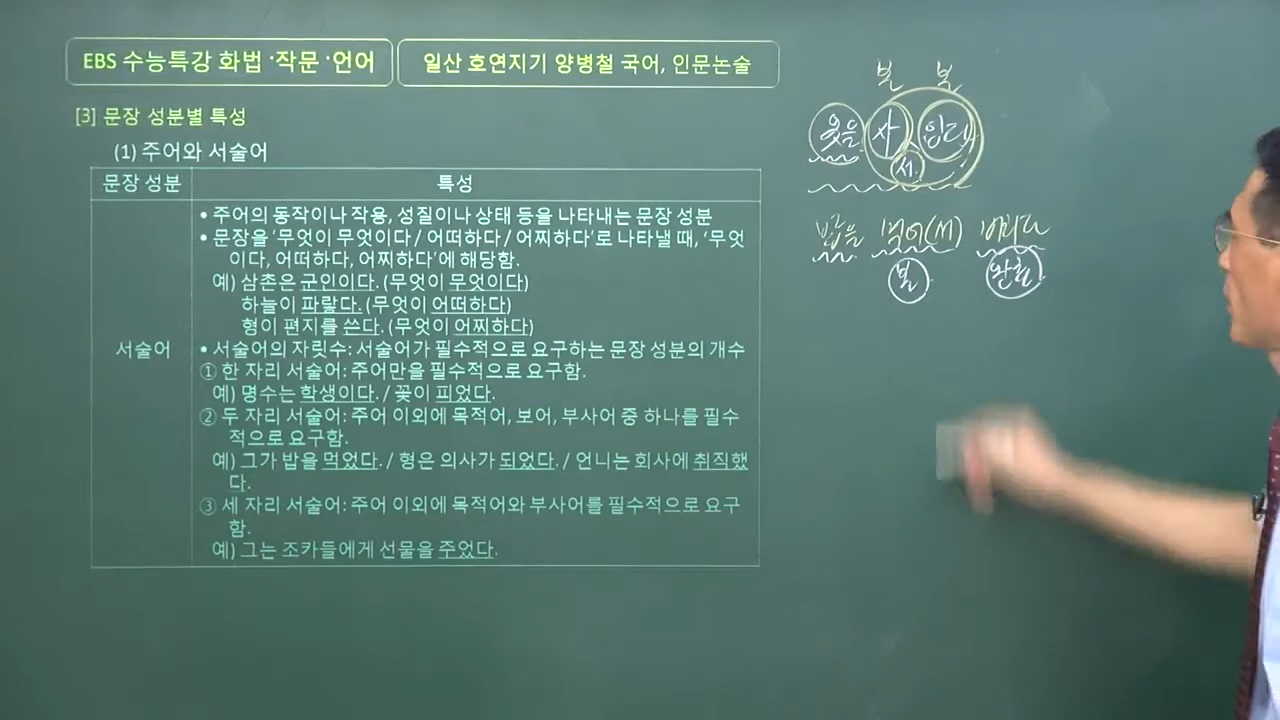 EBS 수능특강 화법 ·작문 ·언어
일산 호연지기 양병철 국어, 인문논술
[3] 문장 성분별 특성
(1) 주어와 서술어
문장 성분
특성
서술어
• 주어의 동작이나 작용, 성질이나 상태 등을 나타내는 문장 성분
• 문장을 ‘무엇이 무엇이다 / 어떠하다 / 어찌하다’로 나타낼 때, ‘무엇
이다, 어떠하다, 어찌하다’에 해당함.
예) 삼촌은 군인이다. (무엇이 무엇이다)
하늘이 파랗다. (무엇이 어떠하다)
형이 편지를 쓴다. (무엇이 어찌하다)
• 서술어의 자릿수: 서술어가 필수적으로 요구하는 문장 성분의 개수
① 한 자리 서술어: 주어만을 필수적으로 요구함.
예) 명수는 학생이다. / 꽃이 피었다.
② 두 자리 서술어: 주어 이외에 목적어, 보어, 부사어 중 하나를 필수
적으로 요구함.
예) 그가 밥을 먹었다. / 형은 의사가 되었다. / 언니는 회사에 취직했
다.
③ 세 자리 서술어: 주어 이외에 목적어와 부사어를 필수적으로 요구
함.
예) 그는 조카들에게 선물을 주었다.
본 본
옷을 사 입다
서
밥을 먹어(서) 버리다
본 완료